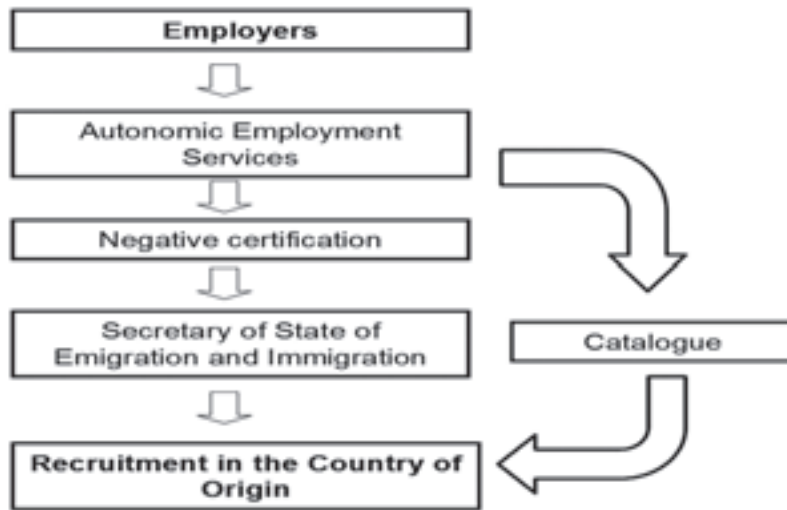 Employers
Autonomic Employment
Services
Negative certification
Secretary of State of
Emigration and Immigration
Catalogue
Recruitment in the Country of
Origin